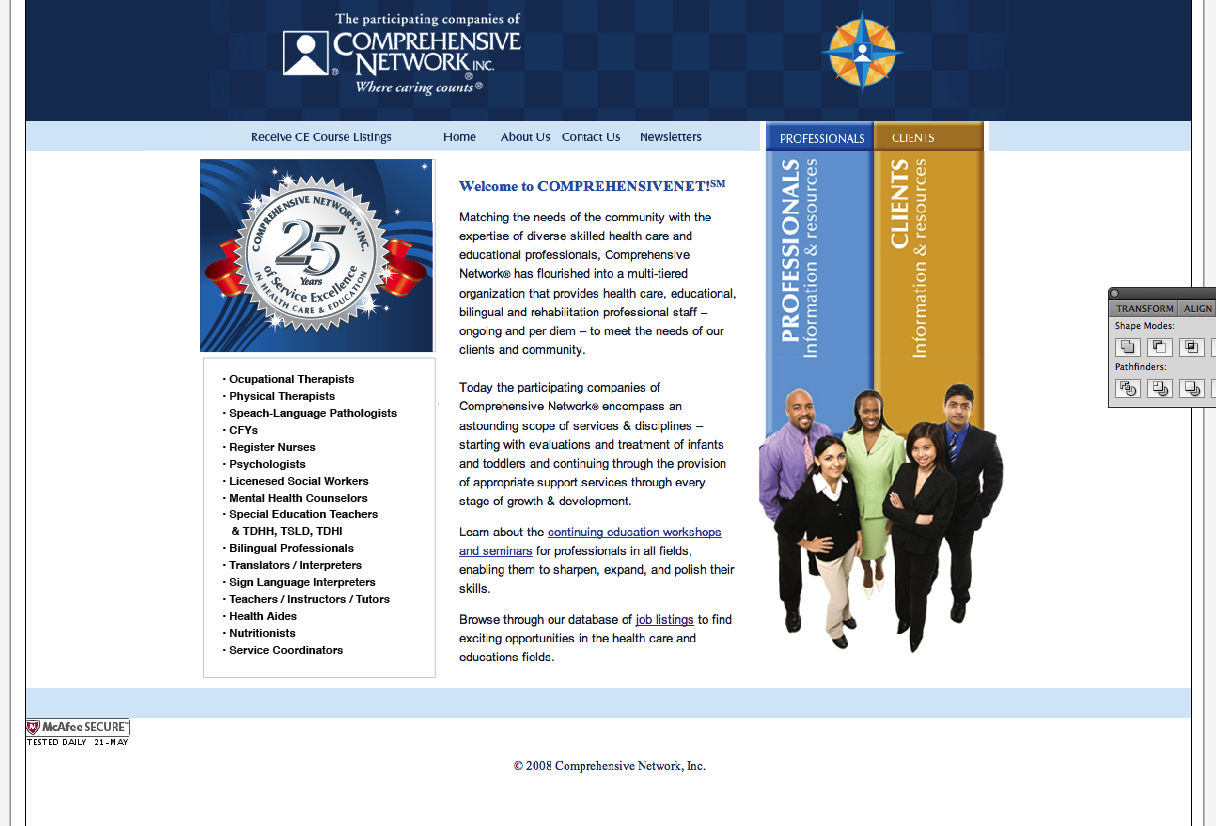 The participating companies of
COMPREHENSIVE
NETWORK INC.
Where caring counts®
Receive CE Course Listings
Home
About Us
Contact Us
Newsletters
PROFESSIONALS
CLIENTS
COMPREHENSIVE NETWORK®, INC.
25
Years
of Service Excellence
IN HEALTH CARE & EDUCATION
· Ocupational Therapists
· Physical Therapists
· Speach-Language Pathologists
· CFYs
· Register Nurses
· Psychologists
· Licenesed Social Workers
· Mental Health Counselors
· Special Education Teachers
& TDHH, TSLD, TDHI
· Bilingual Professionals
· Translators / Interpreters
· Sign Language Interpreters
· Teachers / Instructors / Tutors
· Health Aides
· Nutritionists
· Service Coordinators
Welcome to COMPREHENSIVENET!SM
Matching the needs of the community with the
expertise of diverse skilled health care and
educational professionals, Comprehensive
Network® has flourished into a multi-tiered
organization that provides health care, educational,
bilingual and rehabilitation professional staff –
ongoing and per diem – to meet the needs of our
clients and community.
Today the participating companies of
Comprehensive Network® encompass an
astounding scope of services & disciplines –
starting with evaluations and treatment of infants
and toddlers and continuing through the provision
of appropriate support services through every
stage of growth & development.
Learn about the continuing education workshops
and seminars for professionals in all fields,
enabling them to sharpen, expand, and polish their
skills.
Browse through our database of job listings to find
exciting opportunities in the health care and
educations fields.
PROFESSIONALS
Information & resources
CLIENTS
Information & resources
TRANSFORM
ALIGN
Shape Modes:
Pathfinders:
McAfee SECURE™
TESTED DAILY 21-MAY
© 2008 Comprehensive Network, Inc.